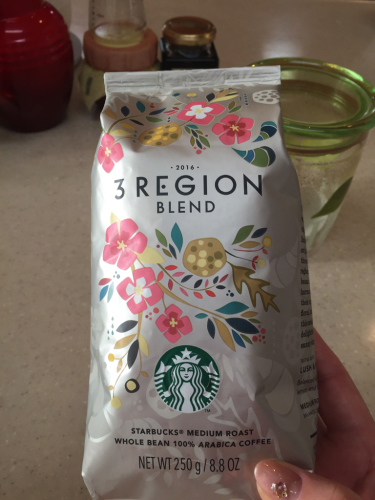 · 2016 ·
3 REGION
BLEND
STARBUCKS® MEDIUM ROAST
WHOLE BEAN 100% ARABICA COFFEE
NET WT 250 g / 8.8 OZ